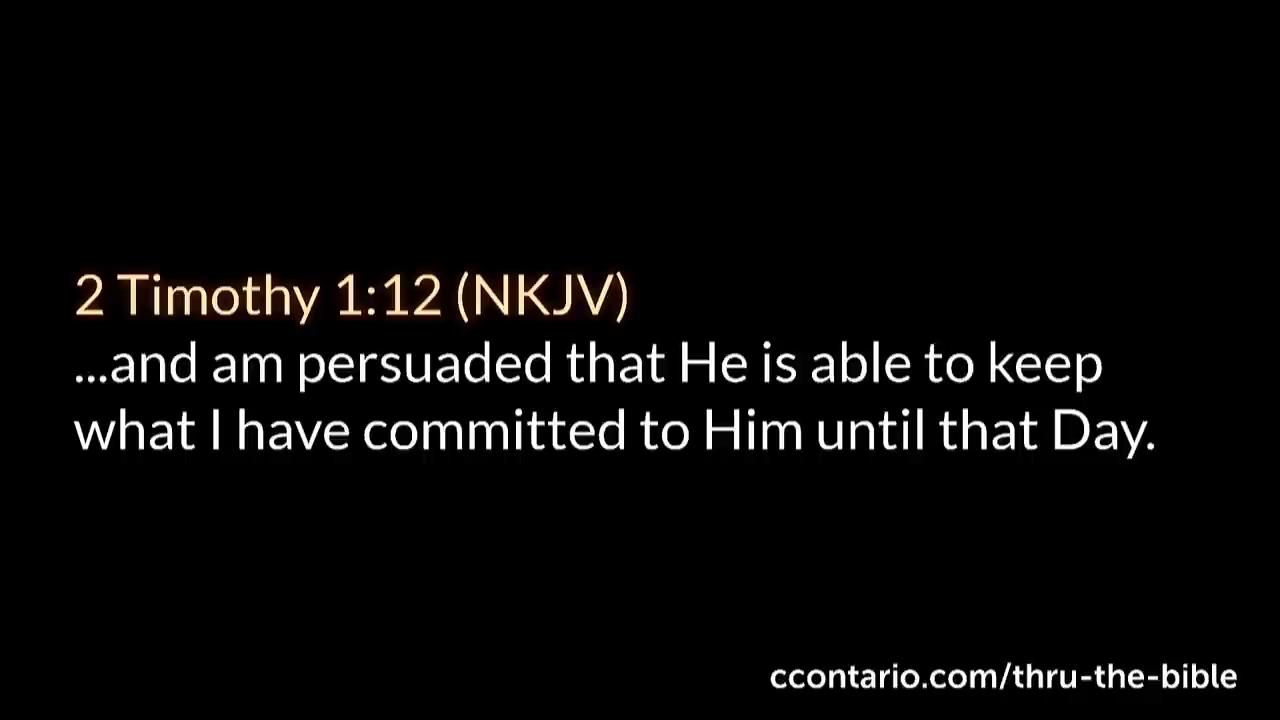 2 Timothy 1:12 (NKJV)
...and am persuaded that He is able to keep
what I have committed to Him until that Day.
ccontario.com/thru-the-bible